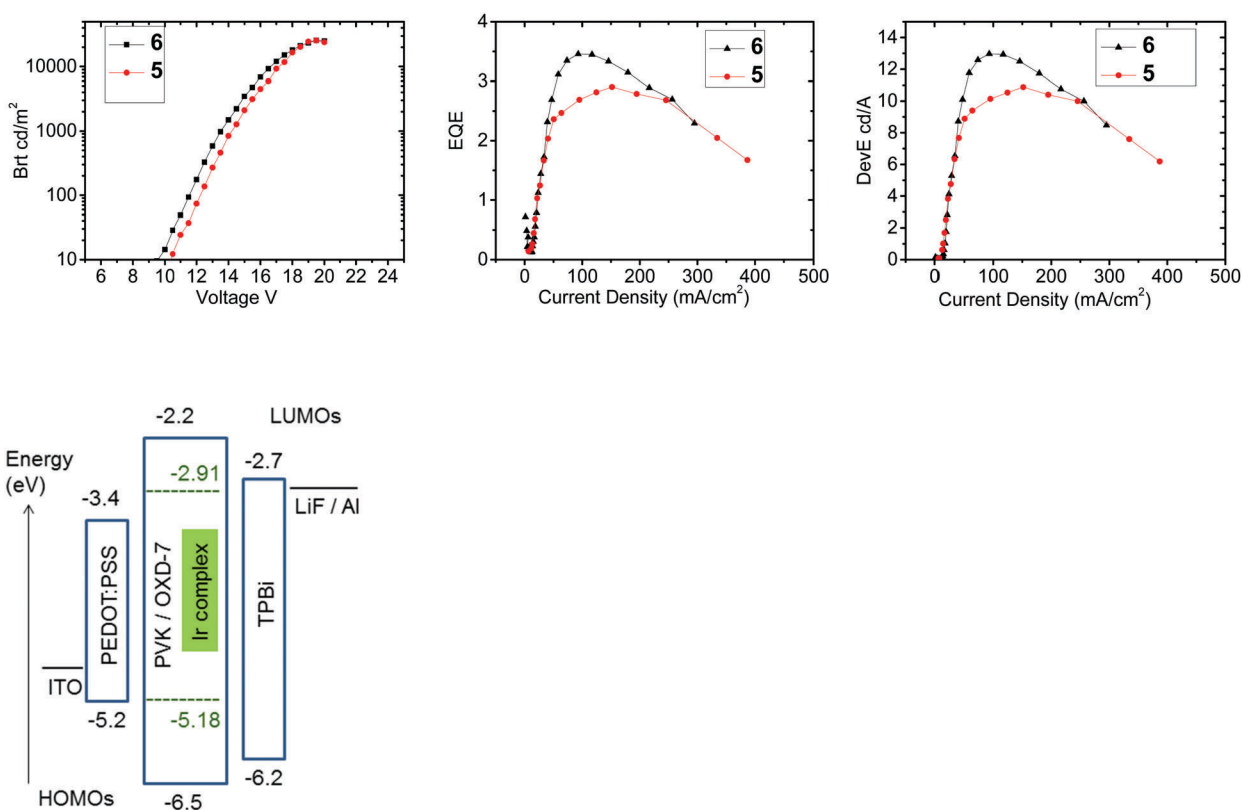 6
5
10000
1000
100
10
Brt cd/m²
6 8 10 12 14 16 18 20 22 24
Voltage V
6
5
4
3
2
1
0
EQE
0 100 200 300 400 500
Current Density (mA/cm²)
6
5
14
12
10
8
6
4
2
0
DevE cd/A
0 100 200 300 400 500
Current Density (mA/cm²)
-2.2
LUMOs
Energy
(eV)
-2.91
-2.7
-3.4
LiF / Al
PEDOT:PSS
PVK / OXD-7
Ir complex
TPBi
ITO
-5.2
-5.18
-6.2
HOMOs
-6.5